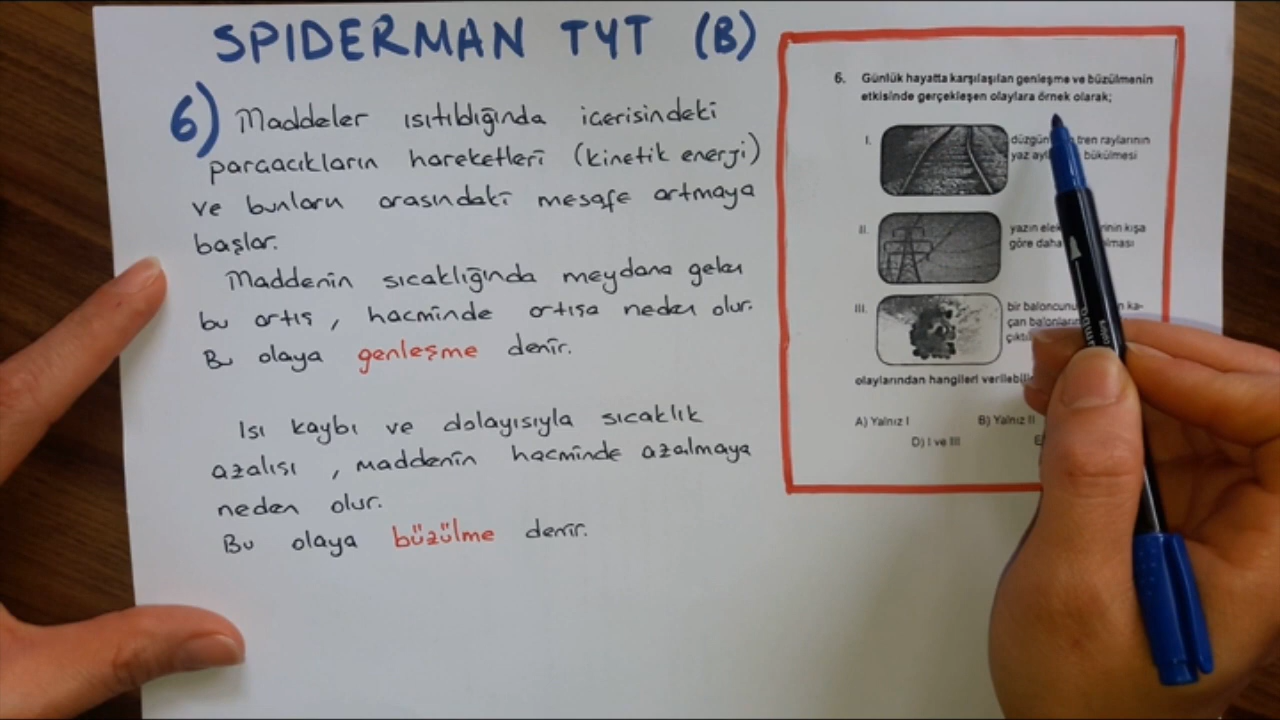 SPIDERMAN TYT (B)
6) Maddeler ısıtıldığında içerisindeki
parçacıkların hareketleri (kinetik enerji)
ve bunların arasındaki mesafe artmaya
başlar.
Maddenin sıcaklığında meydana gelen
bu artış, hacminde artışa neden olur.
Bu olaya genleşme denir.
Isı kaybı ve dolayısıyla sıcaklık
azalışı, maddenin hacminde azalmaya
neden olur.
Bu olaya büzülme denir.
6. Günlük hayatta karşılaşılan genleşme ve büzülmenin
etkisinde gerçekleşen olaylara örnek olarak;
I.
tren raylarının
yaz bükülmesi
II.
yazın kışa
göre daha
III.
bir
çan
olaylarından hangileri
A) Yalnız I B) Yalnız II
D) I ve III